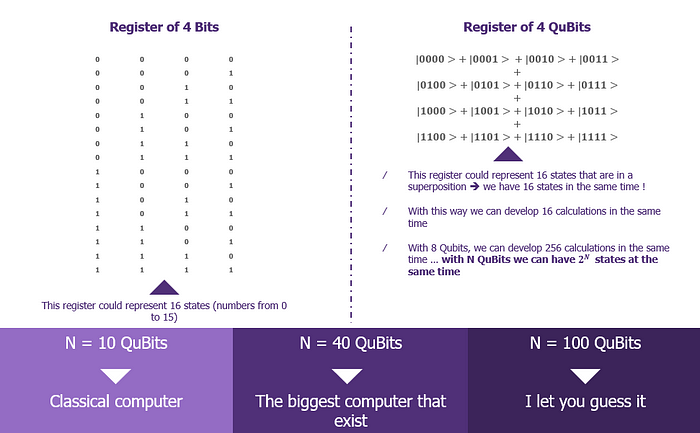 Register of 4 Bits
0 0 0 0
0 0 0 1
0 0 1 0
0 0 1 1
0 1 0 0
0 1 0 1
0 1 1 0
0 1 1 1
1 0 0 0
1 0 0 1
1 0 1 0
1 0 1 1
1 1 0 0
1 1 0 1
1 1 1 0
1 1 1 1
This register could represent 16 states (numbers from 0
to 15)
Register of 4 QuBits
|0000 > + |0001 > + |0010 > + |0011 >
+
|0100 > + |0101 > + |0110 > + |0111 >
+
|1000 > + |1001 > + |1010 > + |1011 >
+
|1100 > + |1101 > + |1110 > + |1111 >
/ This register could represent 16 states that are in a
superposition → we have 16 states in the same time !
/ With this way we can develop 16 calculations in the same
time
/ With 8 Qubits, we can develop 256 calculations in the same
time ... with N QuBits we can have 2^N states at the
same time
N = 10 QuBits
Classical computer
N = 40 QuBits
The biggest computer that
exist
N = 100 QuBits
I let you guess it